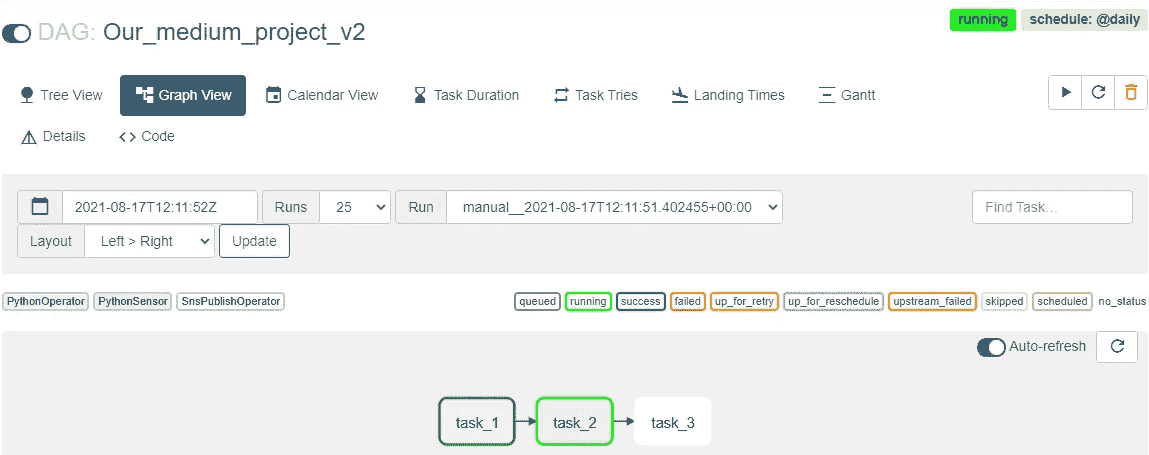 DAG: Our_medium_project_v2
running schedule: @daily
Tree View Graph View Calendar View Task Duration Task Tries Landing Times Gantt
Details Code
2021-08-17T12:11:52Z Runs 25 Run manual__2021-08-17T12:11:51.402455+00:00 Find Task...
Layout Left > Right Update
PythonOperator PythonSensor SnsPublishOperator queued running success failed up_for_retry up_for_reschedule upstream_failed skipped scheduled no_status
Auto-refresh
task_1 task_2 task_3